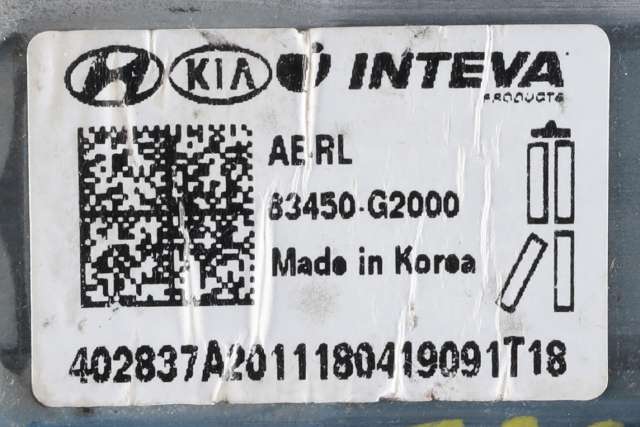 KIA INTEVA
PRODUCTS
AE-RL
83450-G2000
Made in Korea
402837A2011180419091T18